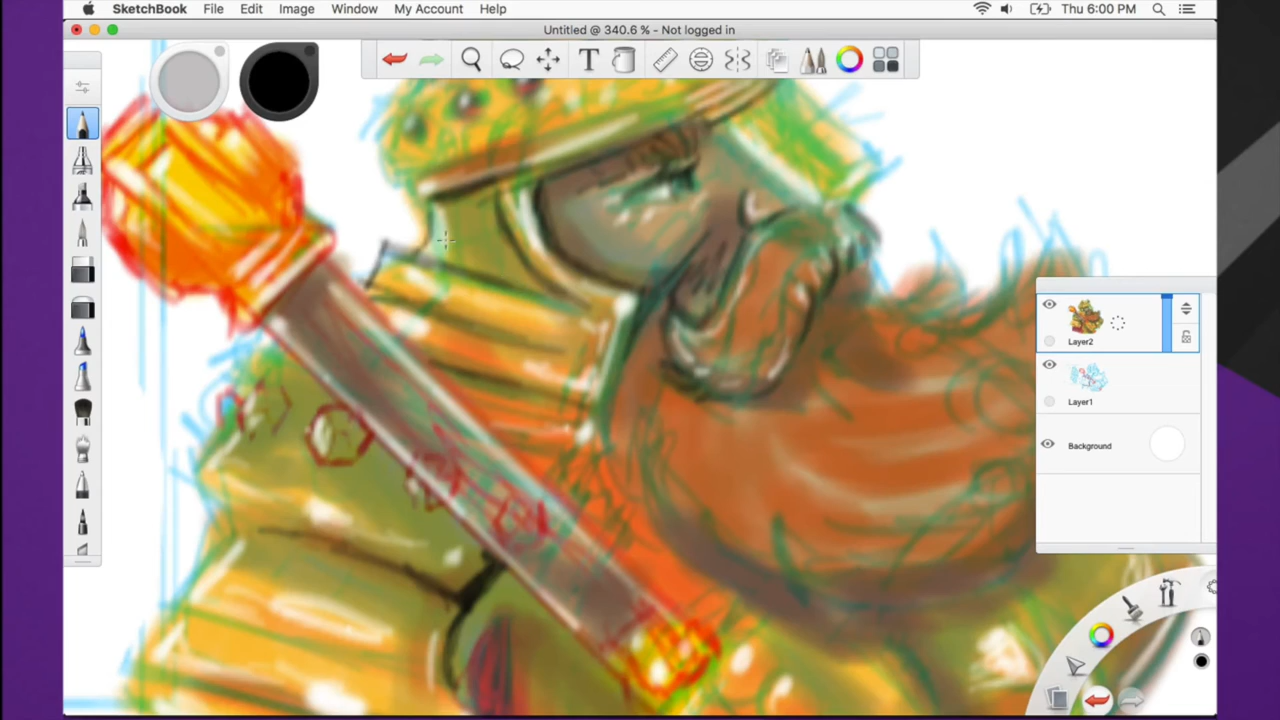 SketchBook File Edit Image Window My Account Help Thu 6:00 PM
Untitled @ 340.6 % - Not logged in
T
Layer2
Layer1
Background